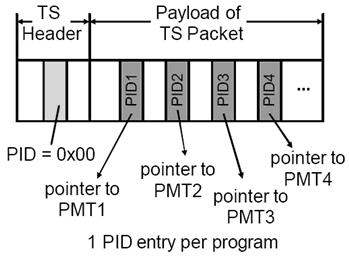 TS
Header
Payload of
TS Packet
PID1
PID2
PID3
PID4
...
PID = 0x00
pointer to
PMT1
pointer to
PMT2
pointer to
PMT3
pointer to
PMT4
1 PID entry per program